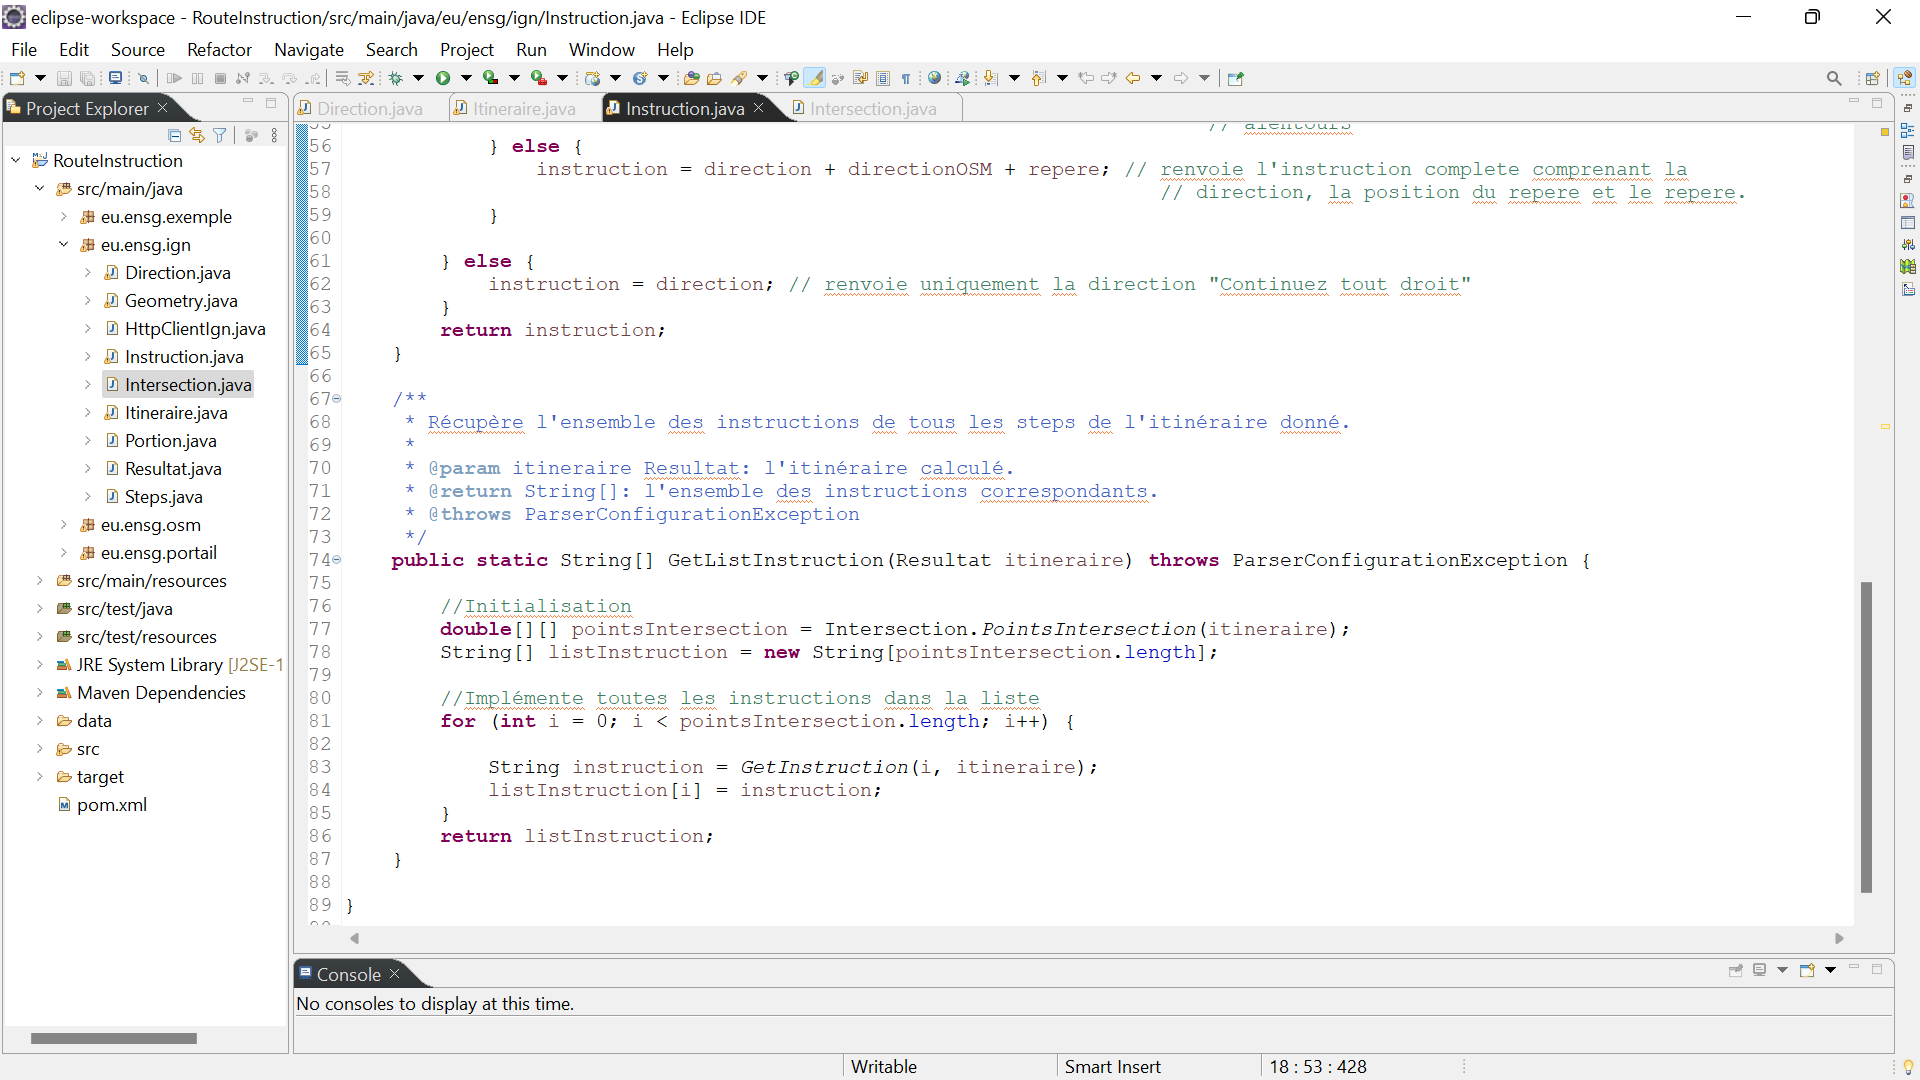 eclipse-workspace - RouteInstruction/src/main/java/eu/ensg/ign/Instruction.java - Eclipse IDE
File Edit Source Refactor Navigate Search Project Run Window Help
Project Explorer
RouteInstruction
src/main/java
eu.ensg.exemple
eu.ensg.ign
Direction.java
Geometry.java
HttpClientIgn.java
Instruction.java
Intersection.java
Itineraire.java
Portion.java
Resultat.java
Steps.java
eu.ensg.osm
eu.ensg.portail
src/main/resources
src/test/java
src/test/resources
JRE System Library [J2SE-1
Maven Dependencies
data
src
target
pom.xml
Direction.java Itineraire.java Instruction.java Intersection.java
55 // alentours
56 } else {
57 instruction = direction + directionOSM + repere; // renvoie l'instruction complete comprenant la
58 // direction, la position du repere et le repere.
59 }
60
61 } else {
62 instruction = direction; // renvoie uniquement la direction "Continuez tout droit"
63 }
64 return instruction;
65 }
66
67 /**
68 * Récupère l'ensemble des instructions de tous les steps de l'itinéraire donné.
69 *
70 * @param itineraire Resultat: l'itinéraire calculé.
71 * @return String[]: l'ensemble des instructions correspondants.
72 * @throws ParserConfigurationException
73 */
74 public static String[] GetListInstruction(Resultat itineraire) throws ParserConfigurationException {
75
76 //Initialisation
77 double[][] pointsIntersection = Intersection.PointsIntersection(itineraire);
78 String[] listInstruction = new String[pointsIntersection.length];
79
80 //Implémente toutes les instructions dans la liste
81 for (int i = 0; i < pointsIntersection.length; i++) {
82
83 String instruction = GetInstruction(i, itineraire);
84 listInstruction[i] = instruction;
85 }
86 return listInstruction;
87 }
88
89 }
Console
No consoles to display at this time.
Writable Smart Insert 18 : 53 : 428